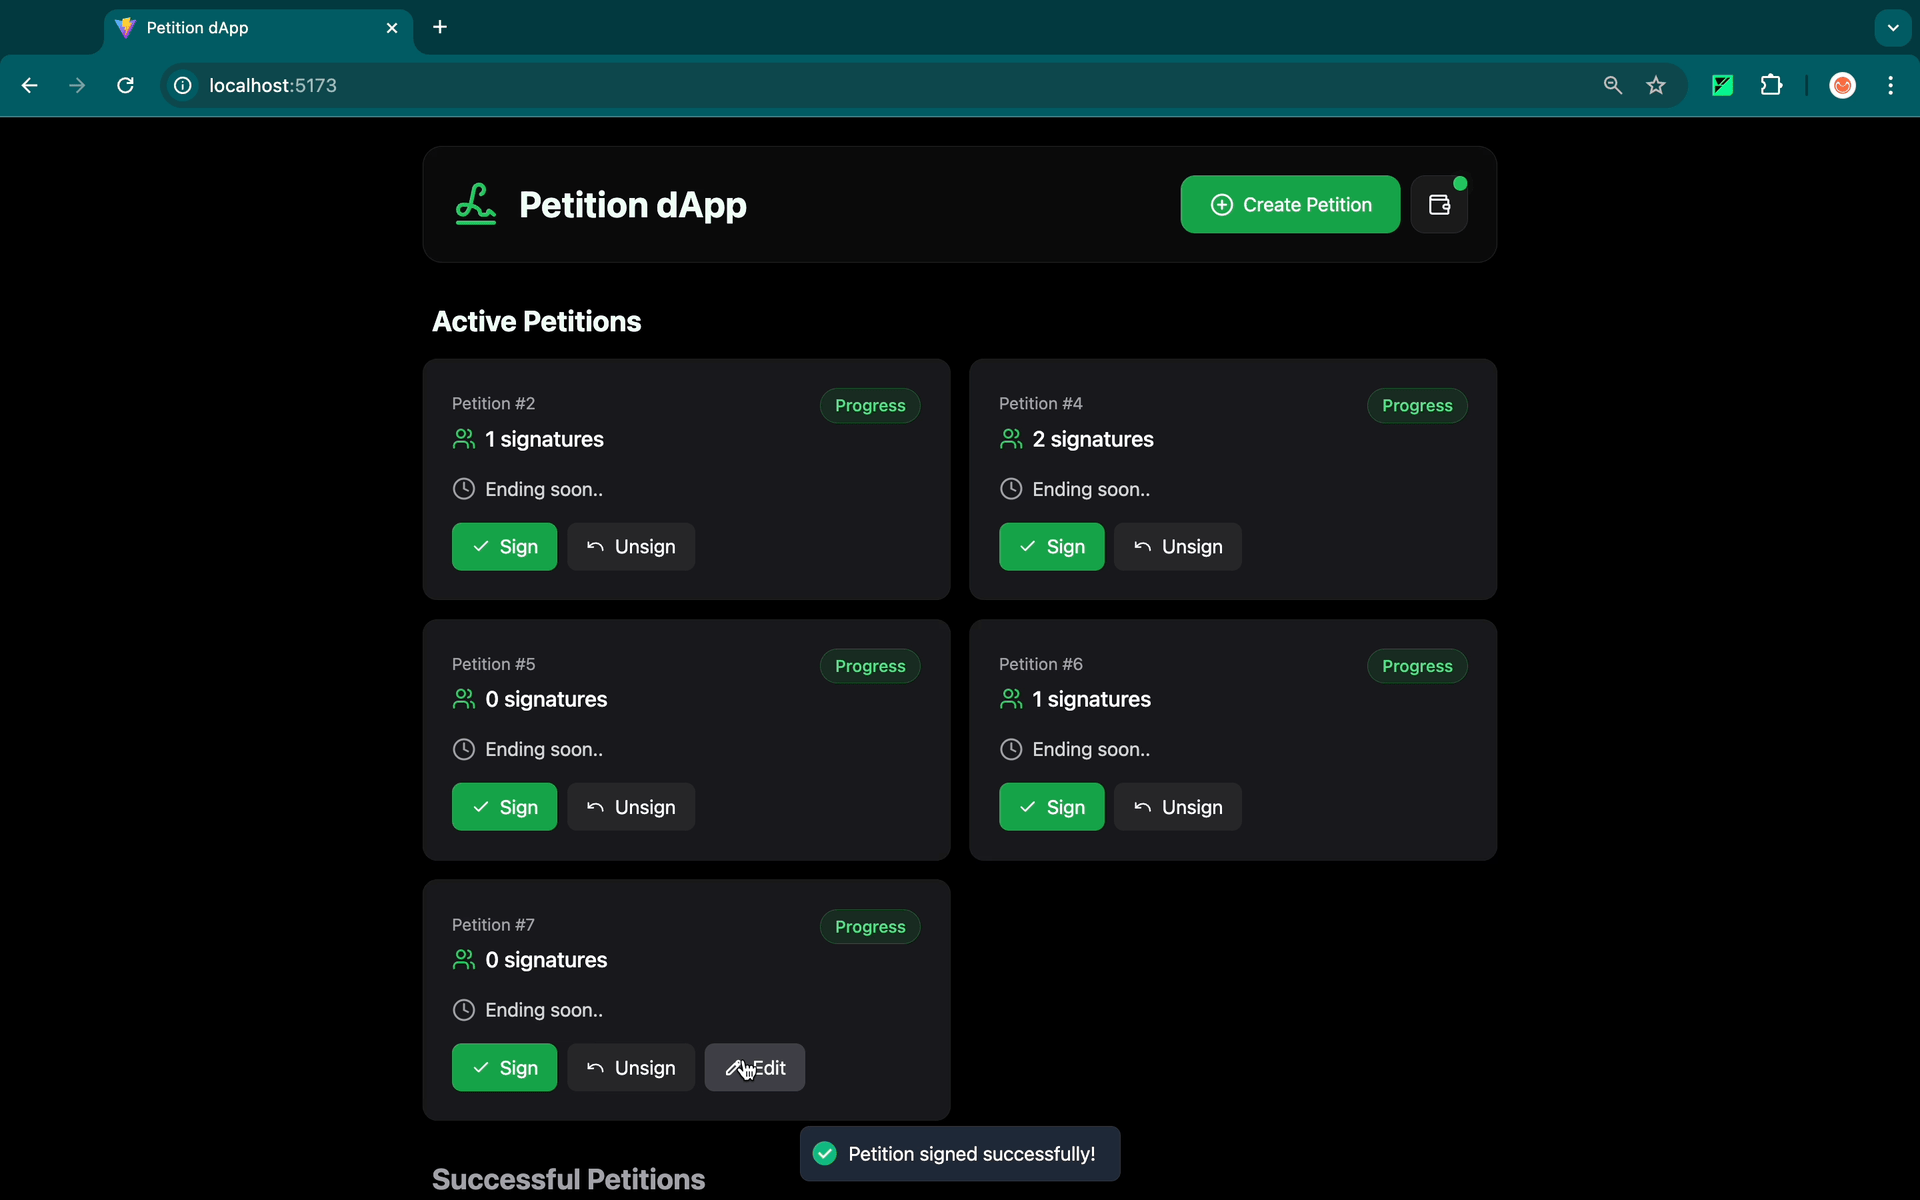 Petition dApp
localhost:5173
Petition dApp
Create Petition
Active Petitions
Petition #2
Progress
1 signatures
Ending soon..
Sign
Unsign
Petition #4
Progress
2 signatures
Ending soon..
Sign
Unsign
Petition #5
Progress
0 signatures
Ending soon..
Sign
Unsign
Petition #6
Progress
1 signatures
Ending soon..
Sign
Unsign
Petition #7
Progress
0 signatures
Ending soon..
Sign
Unsign
Edit
Petition signed successfully!
Successful Petitions